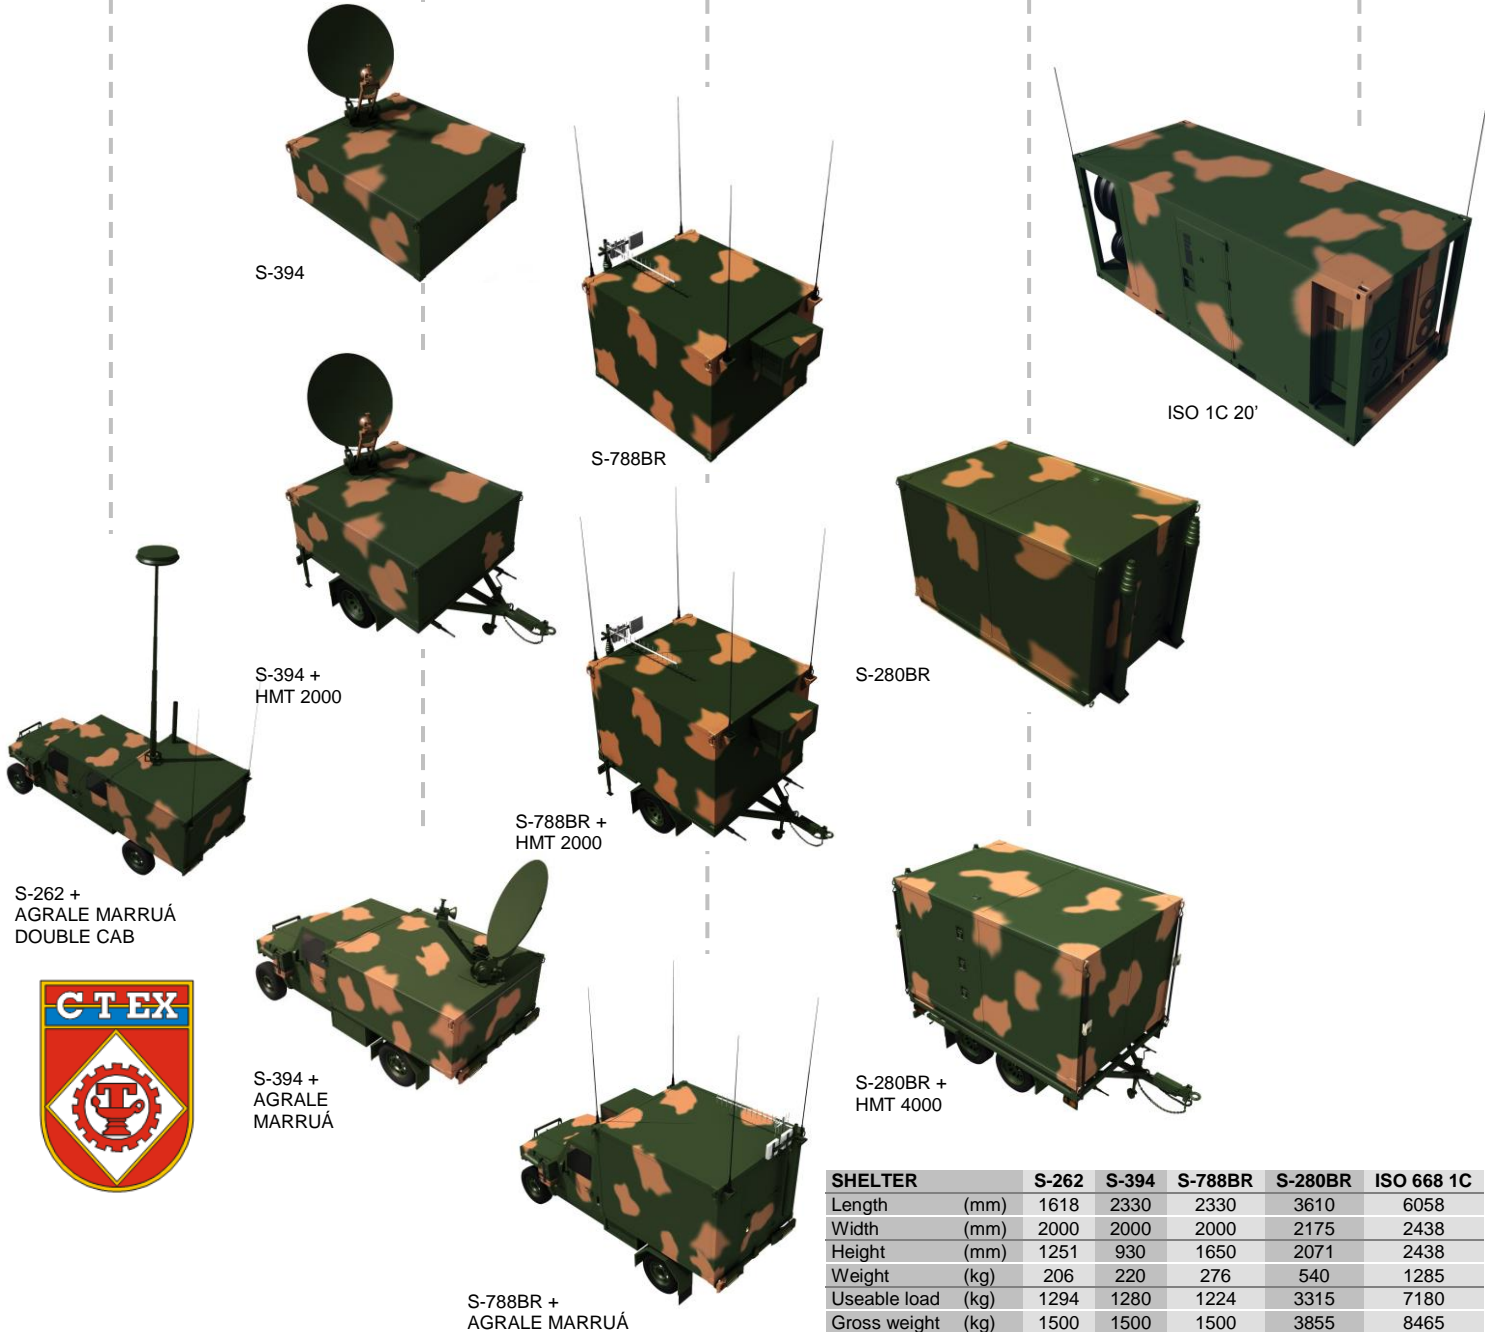 S-394
S-788BR
ISO 1C 20'
S-394 +
HMT 2000
S-280BR
S-788BR +
HMT 2000
S-262 +
AGRALE MARRUÁ
DOUBLE CAB
CTEX
S-394 +
AGRALE
MARRUÁ
S-280BR +
HMT 4000
S-788BR +
AGRALE MARRUÁ
SHELTER S-262 S-394 S-788BR S-280BR ISO 668 1C
Length (mm) 1618 2330 2330 3610 6058
Width (mm) 2000 2000 2000 2175 2438
Height (mm) 1251 930 1650 2071 2438
Weight (kg) 206 220 276 540 1285
Useable load (kg) 1294 1280 1224 3315 7180
Gross weight (kg) 1500 1500 1500 3855 8465